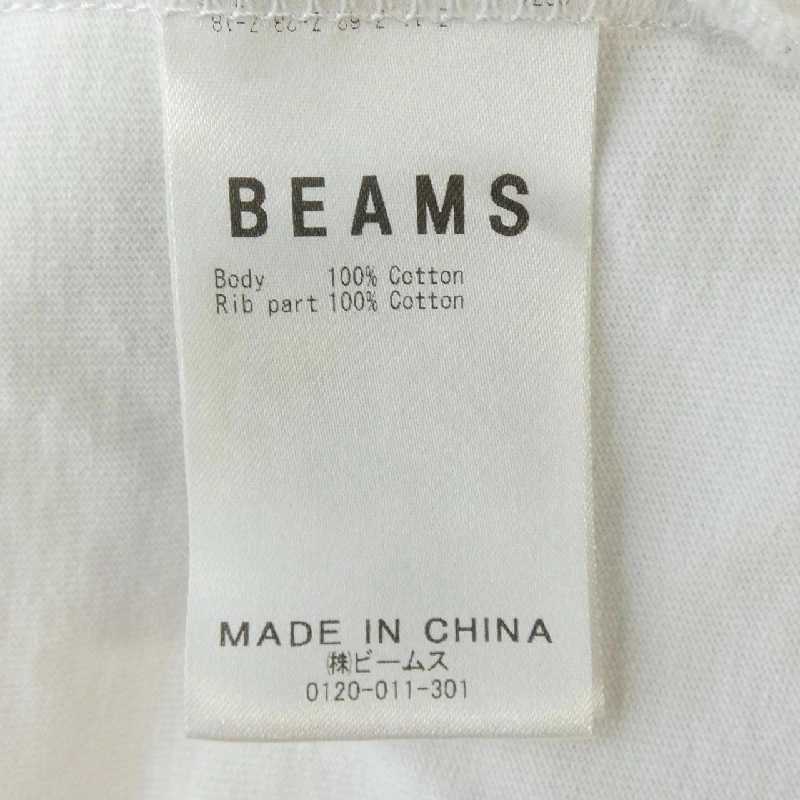 BEAMS
Body 100% Cotton
Rib part 100% Cotton
MADE IN CHINA
㈱ビームス
0120-011-301